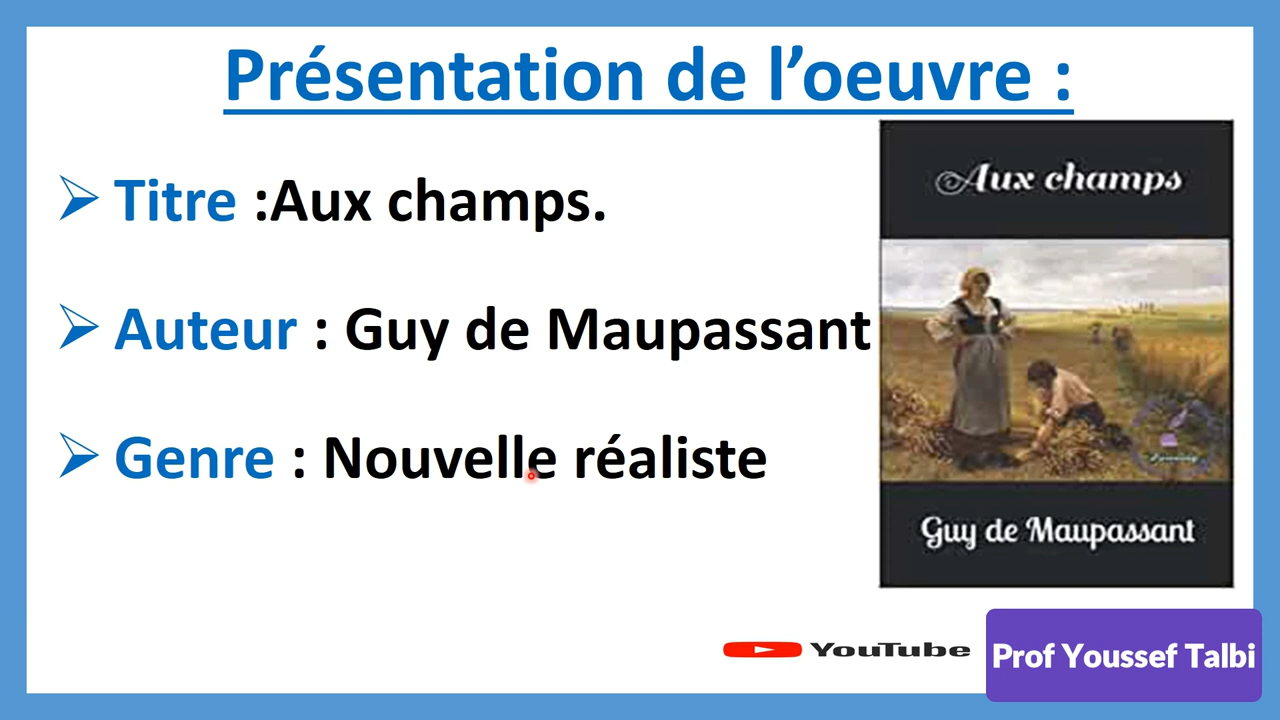 Présentation de l’oeuvre :
Titre :Aux champs.
Auteur : Guy de Maupassant
Genre : Nouvelle réaliste
Aux champs
Guy de Maupassant
YouTube
Prof Youssef Talbi